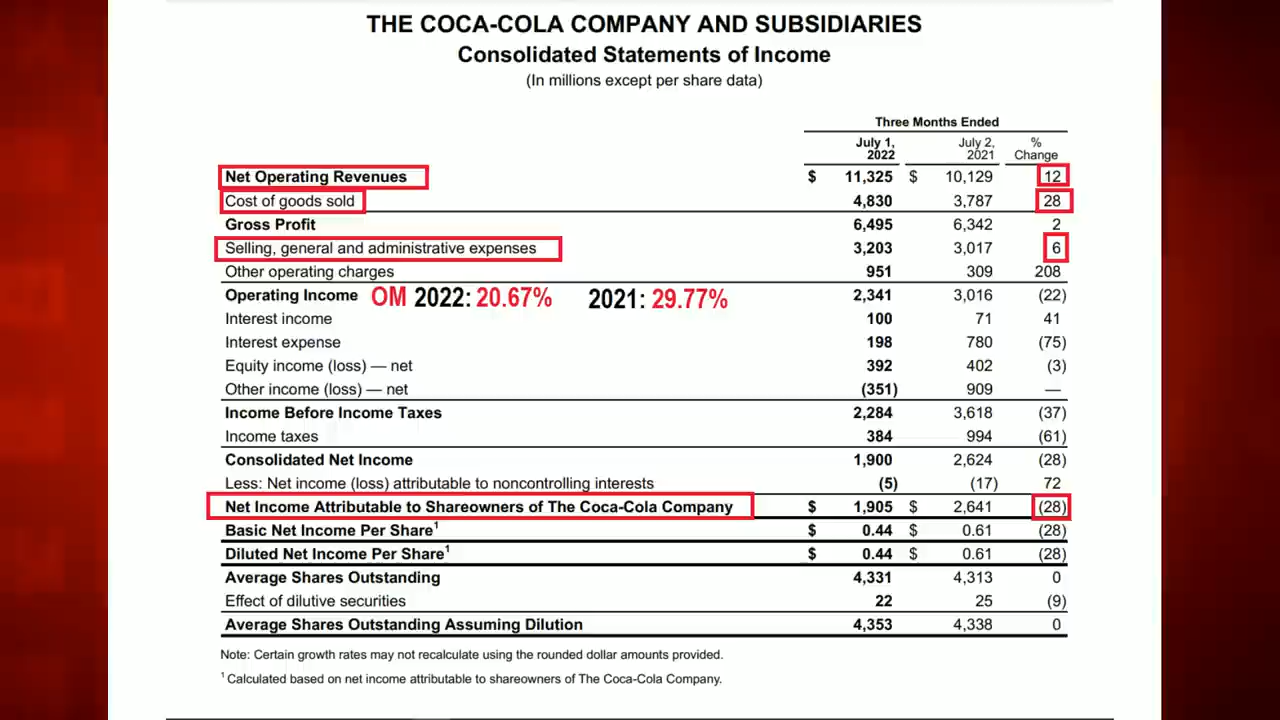 THE COCA-COLA COMPANY AND SUBSIDIARIES
Consolidated Statements of Income
(In millions except per share data)
Three Months Ended
July 1, 2022 July 2, 2021 % Change
Net Operating Revenues $ 11,325 $ 10,129 12
Cost of goods sold 4,830 3,787 28
Gross Profit 6,495 6,342 2
Selling, general and administrative expenses 3,203 3,017 6
Other operating charges 951 309 208
Operating Income OM 2022: 20.67% 2021: 29.77% 2,341 3,016 (22)
Interest income 100 71 41
Interest expense 198 780 (75)
Equity income (loss) — net 392 402 (3)
Other income (loss) — net (351) 909 —
Income Before Income Taxes 2,284 3,618 (37)
Income taxes 384 994 (61)
Consolidated Net Income 1,900 2,624 (28)
Less: Net income (loss) attributable to noncontrolling interests (5) (17) 72
Net Income Attributable to Shareowners of The Coca-Cola Company $ 1,905 $ 2,641 (28)
Basic Net Income Per Share1 $ 0.44 $ 0.61 (28)
Diluted Net Income Per Share1 $ 0.44 $ 0.61 (28)
Average Shares Outstanding 4,331 4,313 0
Effect of dilutive securities 22 25 (9)
Average Shares Outstanding Assuming Dilution 4,353 4,338 0
Note: Certain growth rates may not recalculate using the rounded dollar amounts provided.
1 Calculated based on net income attributable to shareowners of The Coca-Cola Company.